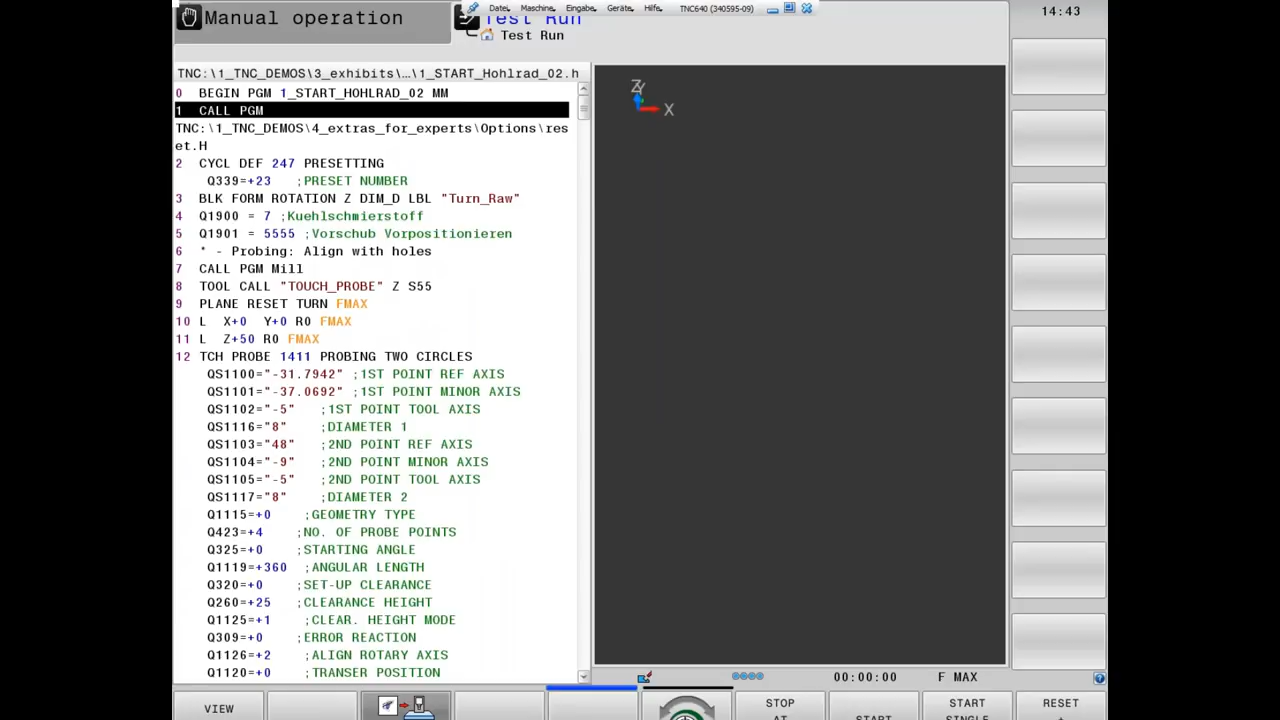 Manual operation
Datei Maschine Eingabe Geräte Hilfe TNC640 (340595-09)
Test Run
Test Run
14:43
TNC:\1_TNC_DEMOS\3_exhibits\...\1_START_Hohlrad_02.h
0 BEGIN PGM 1_START_HOHLRAD_02 MM
1 CALL PGM
TNC:\1_TNC_DEMOS\4_extras_for_experts\Options\res
et.H
2 CYCL DEF 247 PRESETTING
Q339=+23 ;PRESET NUMBER
3 BLK FORM ROTATION Z DIM_D LBL "Turn_Raw"
4 Q1900 = 7 ;Kuehlschmierstoff
5 Q1901 = 5555 ;Vorschub Vorpositionieren
6 * - Probing: Align with holes
7 CALL PGM Mill
8 TOOL CALL "TOUCH_PROBE" Z S55
9 PLANE RESET TURN FMAX
10 L X+0 Y+0 R0 FMAX
11 L Z+50 R0 FMAX
12 TCH PROBE 1411 PROBING TWO CIRCLES
QS1100="-31.7942" ;1ST POINT REF AXIS
QS1101="-37.0692" ;1ST POINT MINOR AXIS
QS1102="-5" ;1ST POINT TOOL AXIS
QS1116="8" ;DIAMETER 1
QS1103="48" ;2ND POINT REF AXIS
QS1104="-9" ;2ND POINT MINOR AXIS
QS1105="-5" ;2ND POINT TOOL AXIS
QS1117="8" ;DIAMETER 2
Q1115=+0 ;GEOMETRY TYPE
Q423=+4 ;NO. OF PROBE POINTS
Q325=+0 ;STARTING ANGLE
Q1119=+360 ;ANGULAR LENGTH
Q320=+0 ;SET-UP CLEARANCE
Q260=+25 ;CLEARANCE HEIGHT
Q1125=+1 ;CLEAR. HEIGHT MODE
Q309=+0 ;ERROR REACTION
Q1126=+2 ;ALIGN ROTARY AXIS
Q1120=+0 ;TRANSER POSITION
Z Y
X
00:00:00 F MAX
VIEW
STOP
AT
START
START
SINGLE
RESET
+